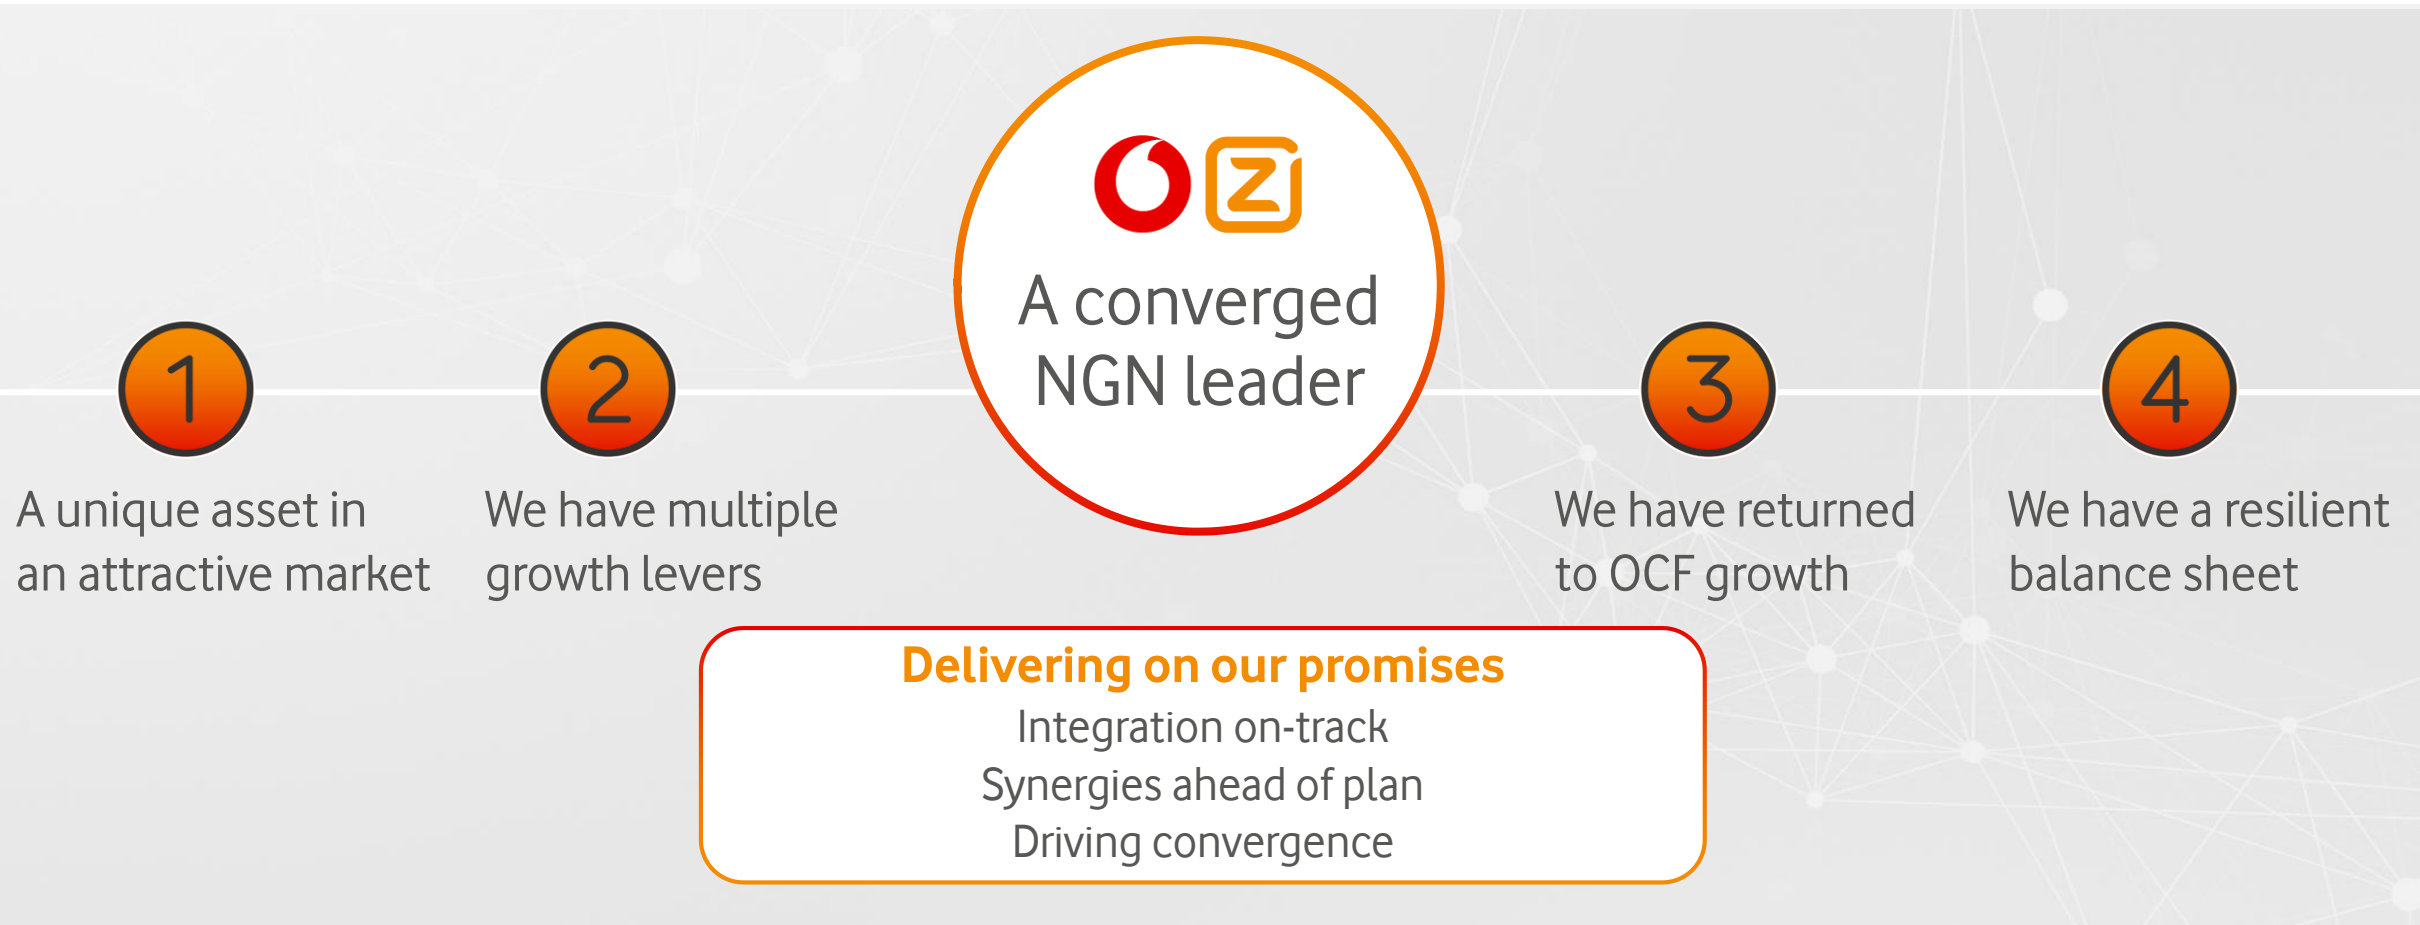 A converged
NGN leader
1
A unique asset in
an attractive market
2
We have multiple
growth levers
3
We have returned
to OCF growth
4
We have a resilient
balance sheet
Delivering on our promises
Integration on-track
Synergies ahead of plan
Driving convergence